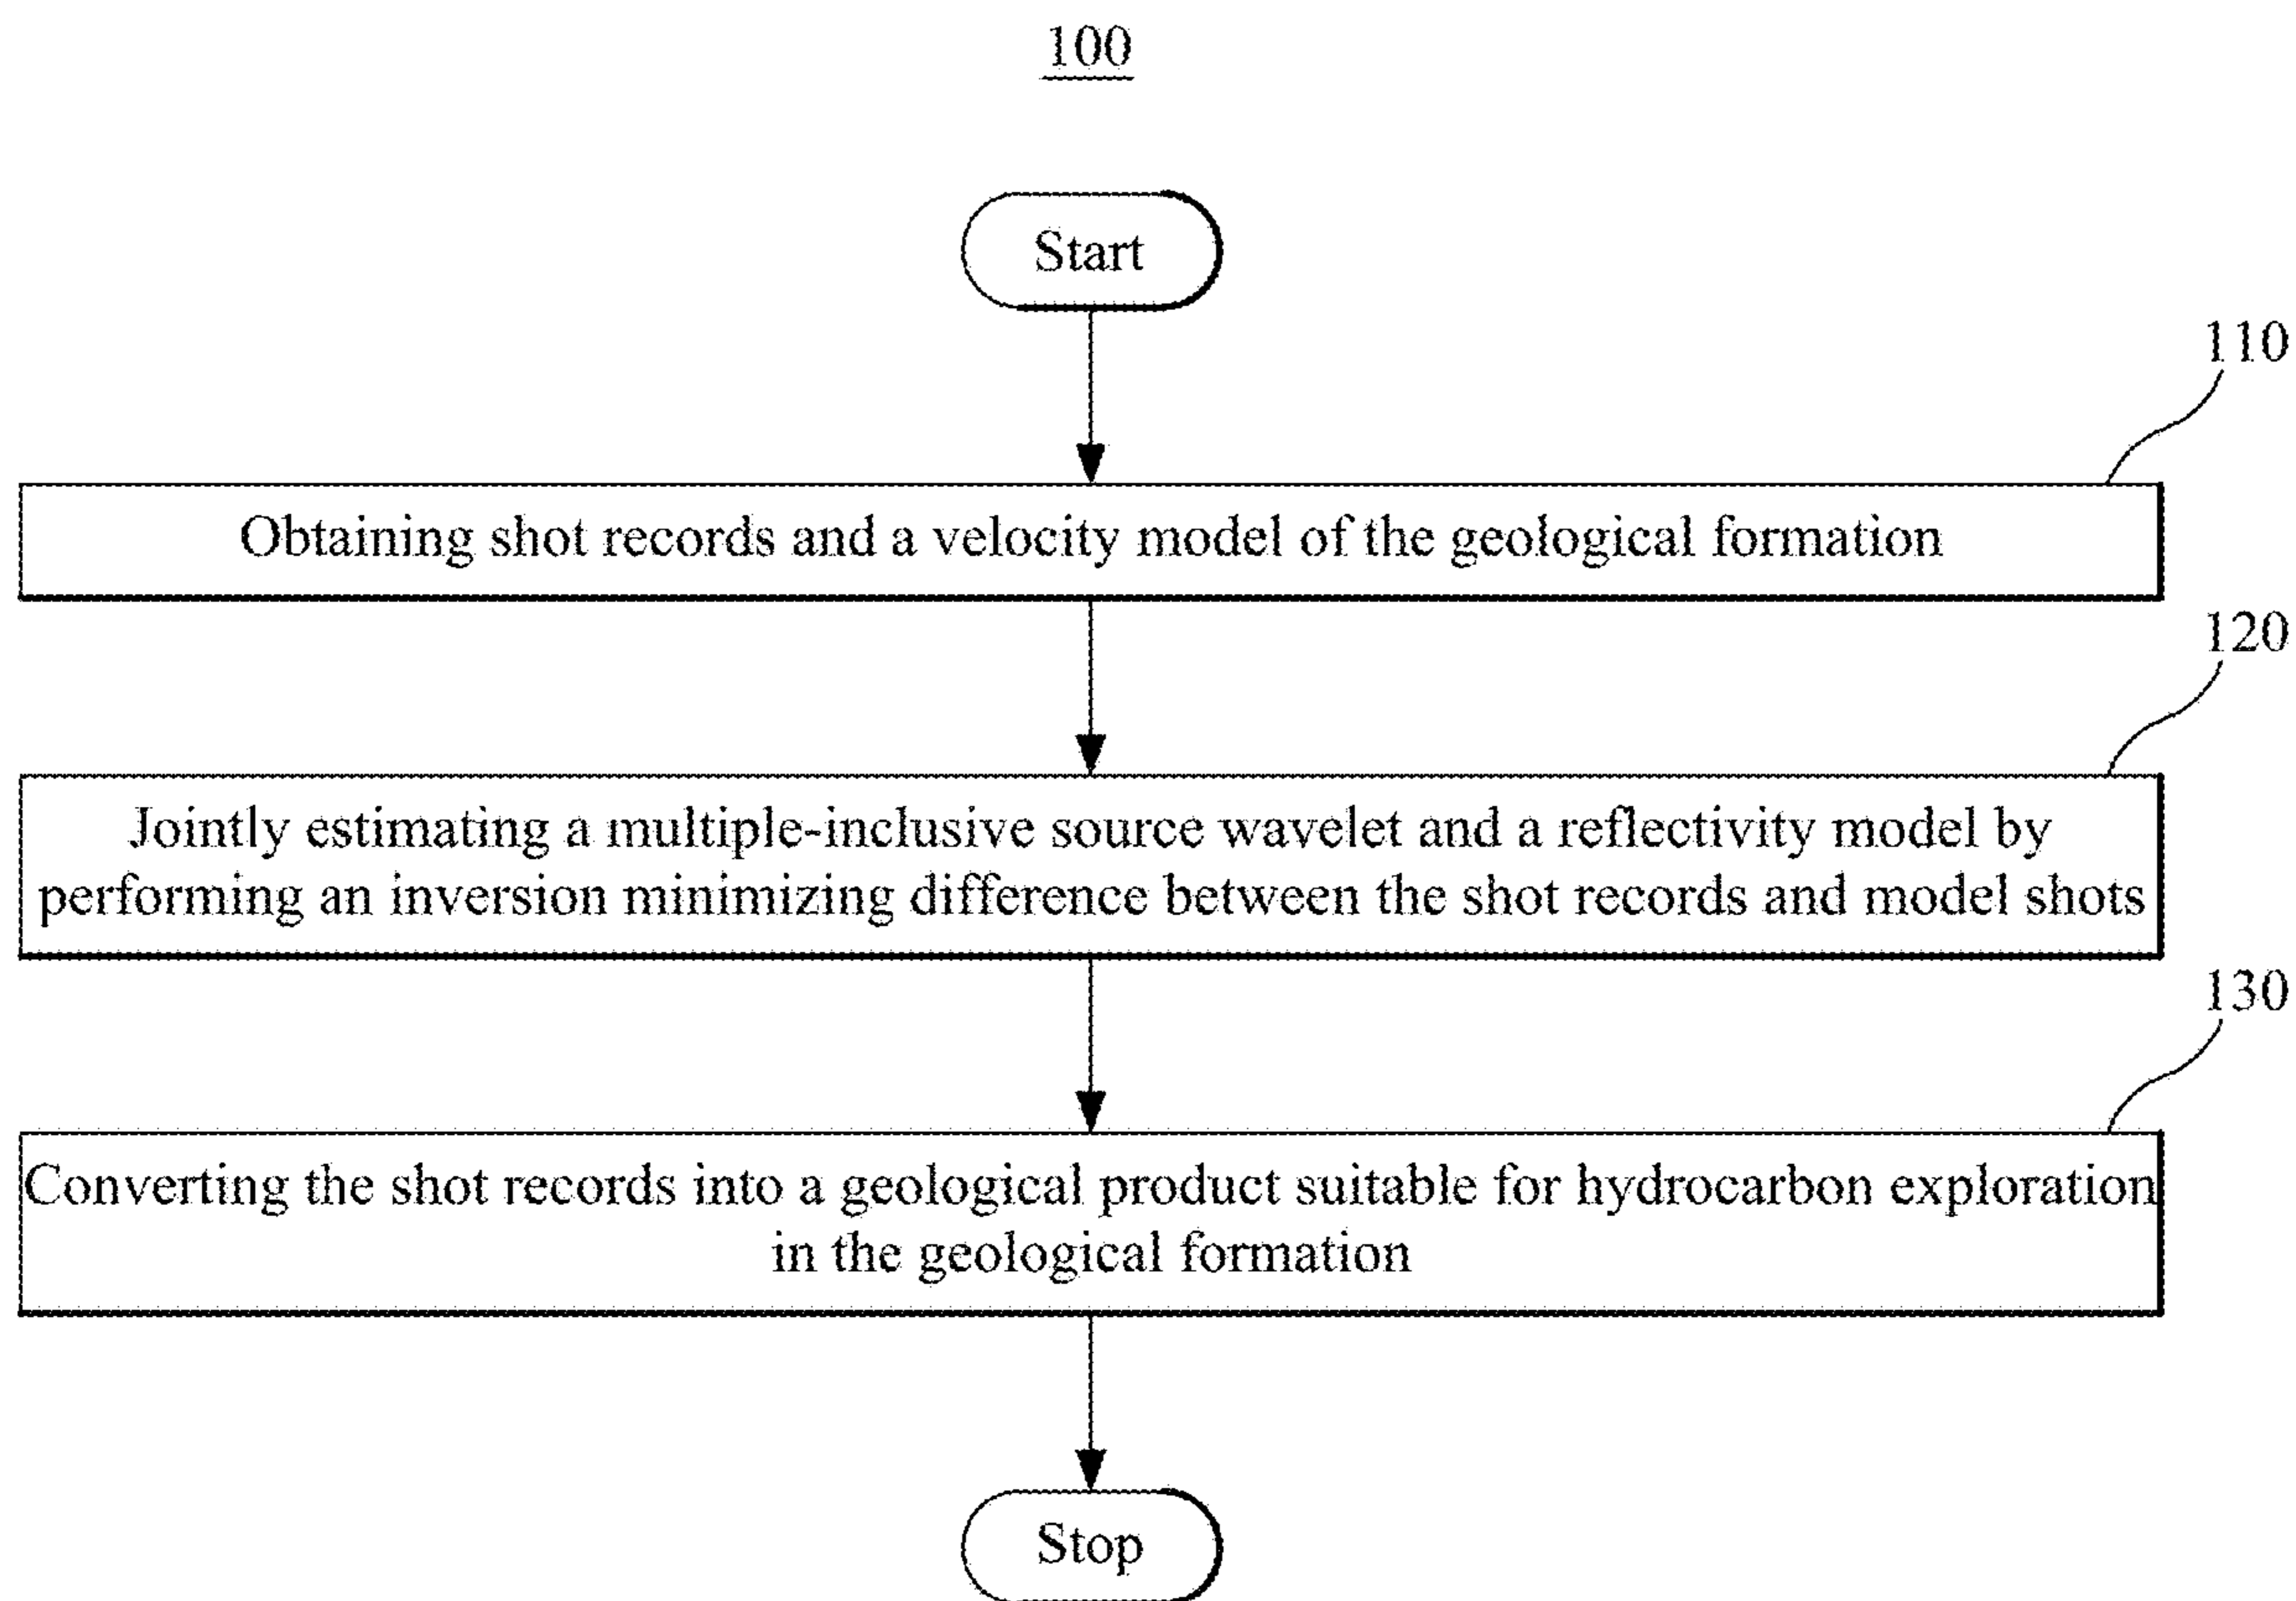 100
Start
110
Obtaining shot records and a velocity model of the geological formation
120
Jointly estimating a multiple-inclusive source wavelet and a reflectivity model by
performing an inversion minimizing difference between the shot records and model shots
130
Converting the shot records into a geological product suitable for hydrocarbon exploration
in the geological formation
Stop